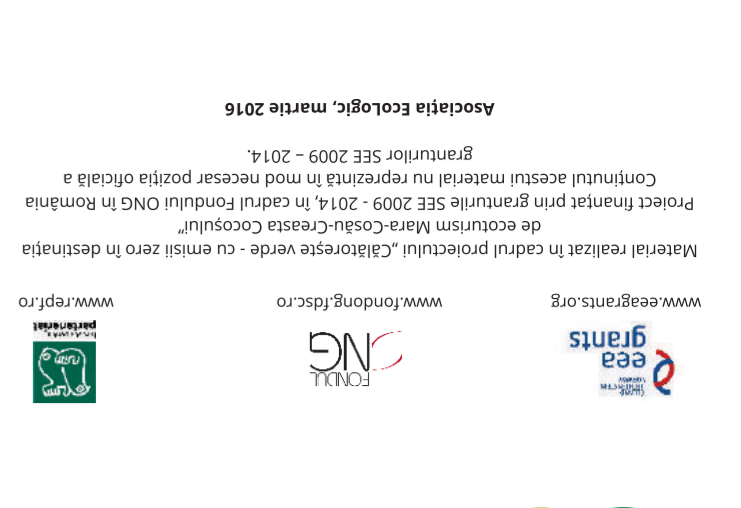 eea
grants
FONDUL
ONG
partenariat
www.eeagrants.org
www.fondong.fdsc.ro
www.repf.ro
Material realizat în cadrul proiectului „Călătorește verde - cu emisii zero în destinația
de ecoturism Mara-Cosău-Creasta Cocoșului”
Proiect finanțat prin granturile SEE 2009 - 2014, în cadrul Fondului ONG în România
Conținutul acestui material nu reprezintă în mod necesar poziția oficială a
granturilor SEE 2009 – 2014.
Asociația EcoLogic, martie 2016